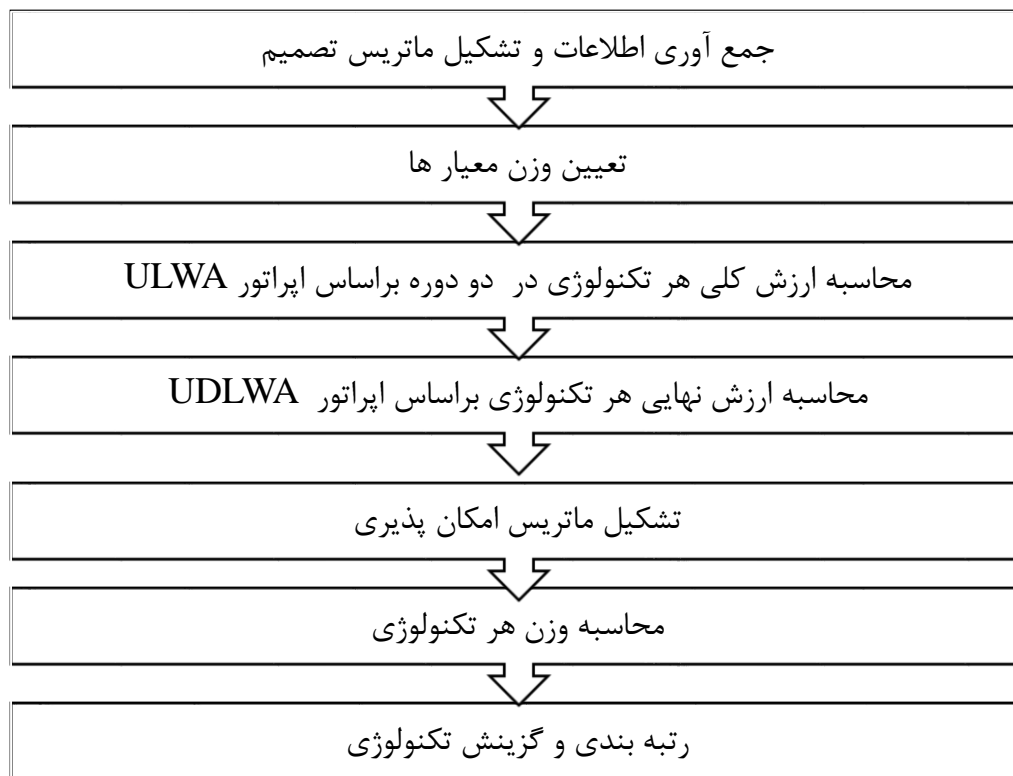 جمع آوری اطلاعات و تشکیل ماتریس تصمیم
تعیین وزن معیار ها
محاسبه ارزش کلی هر تکنولوژی در دو دوره براساس اپراتور ULWA
محاسبه ارزش نهایی هر تکنولوژی براساس اپراتور UDLWA
تشکیل ماتریس امکان پذیری
محاسبه وزن هر تکنولوژی
رتبه بندی و گزینش تکنولوژی